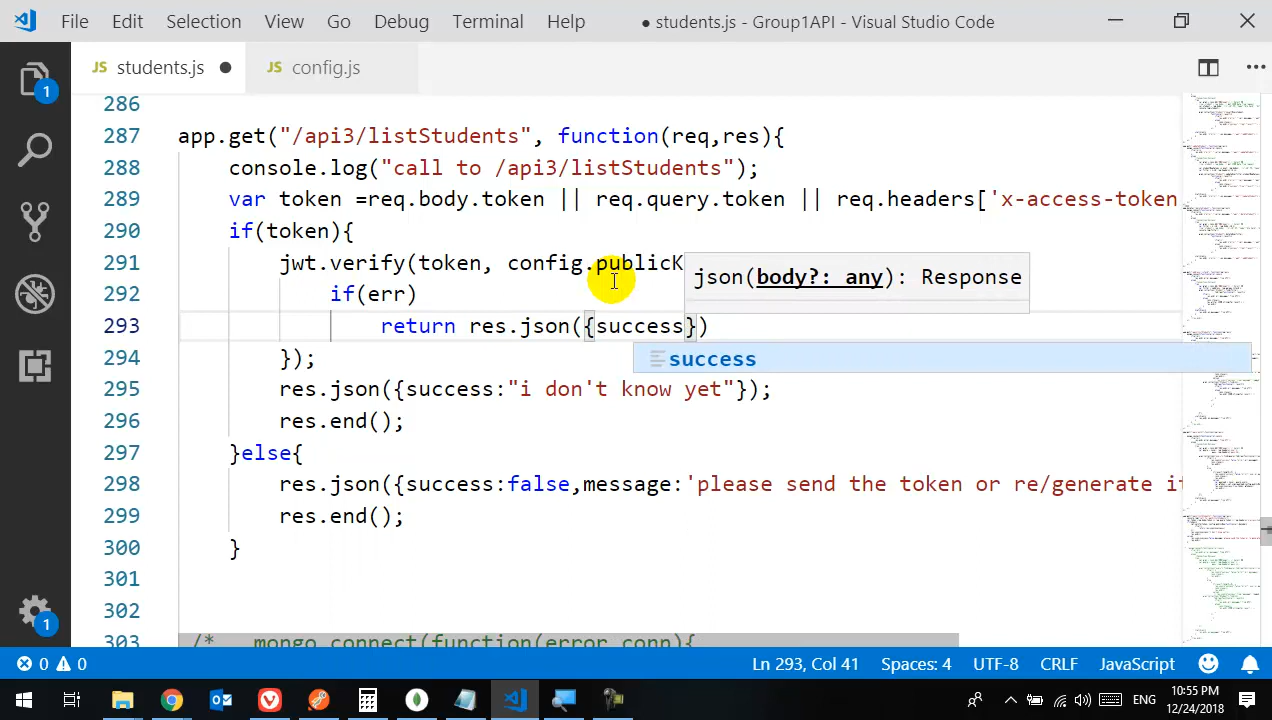 File Edit Selection View Go Debug Terminal Help ● students.js - Group1API - Visual Studio Code
JS students.js ● JS config.js
1
286
287 app.get("/api3/listStudents", function(req,res){
288 console.log("call to /api3/listStudents");
289 var token =req.body.token || req.query.token || req.headers['x-access-token
290 if(token){
291 jwt.verify(token, config.publicK
json(body?: any): Response
292 if(err)
293 return res.json({success})
success
294 });
295 res.json({success:"i don't know yet"});
296 res.end();
297 }else{
298 res.json({success:false,message:'please send the token or re/generate it
299 res.end();
300 }
301
302
303 /* mongo.connect(function(error,conn){
1
0 0 Ln 293, Col 41 Spaces: 4 UTF-8 CRLF JavaScript
ENG 10:55 PM
12/24/2018